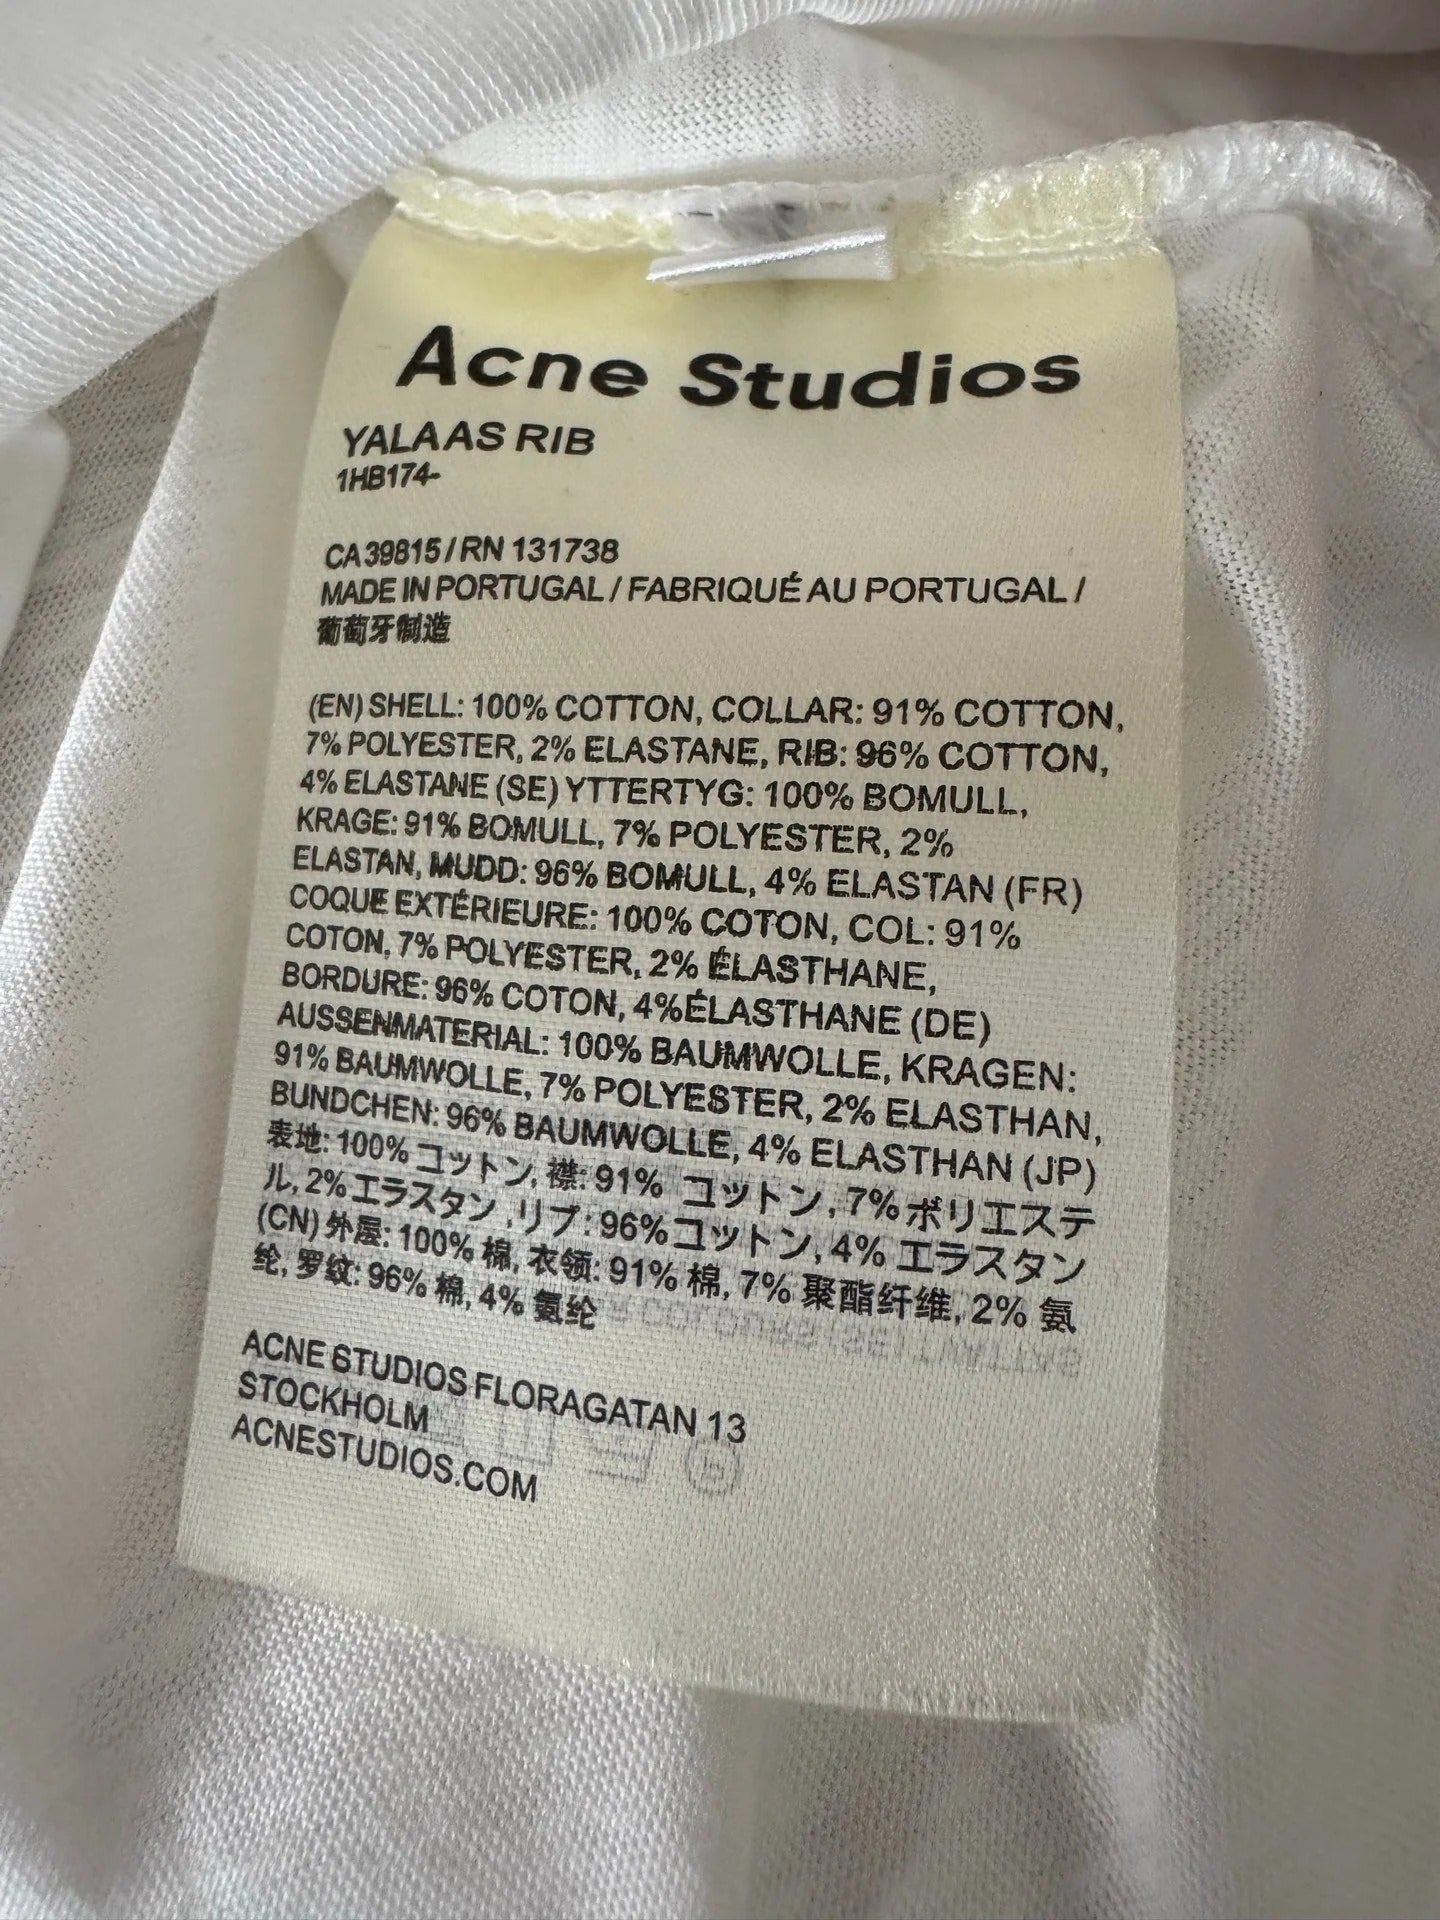 Acne Studios
YALAAS RIB
1HB174-
CA 39815 / RN 131738
MADE IN PORTUGAL / FABRIQUÉ AU PORTUGAL /
葡萄牙制造
(EN) SHELL: 100% COTTON, COLLAR: 91% COTTON,
7% POLYESTER, 2% ELASTANE, RIB: 96% COTTON,
4% ELASTANE (SE) YTTERTYG: 100% BOMULL,
KRAGE: 91% BOMULL, 7% POLYESTER, 2%
ELASTAN, MUDD: 96% BOMULL, 4% ELASTAN (FR)
COQUE EXTÉRIEURE: 100% COTON, COL: 91%
COTON, 7% POLYESTER, 2% ÉLASTHANE,
BORDURE: 96% COTON, 4%ÉLASTHANE (DE)
AUSSENMATERIAL: 100% BAUMWOLLE, KRAGEN:
91% BAUMWOLLE, 7% POLYESTER, 2% ELASTHAN,
BUNDCHEN: 96% BAUMWOLLE, 4% ELASTHAN (JP)
表地: 100% コットン, 襟: 91% コットン, 7% ポリエステ
ル, 2% エラスタン ,リブ : 96% コットン, 4% エラスタン
(CN) 外层: 100% 棉, 衣领: 91% 棉, 7% 聚酯纤维, 2% 氨
纶, 罗纹: 96% 棉, 4% 氨纶
ACNE STUDIOS FLORAGATAN 13
STOCKHOLM
ACNESTUDIOS.COM